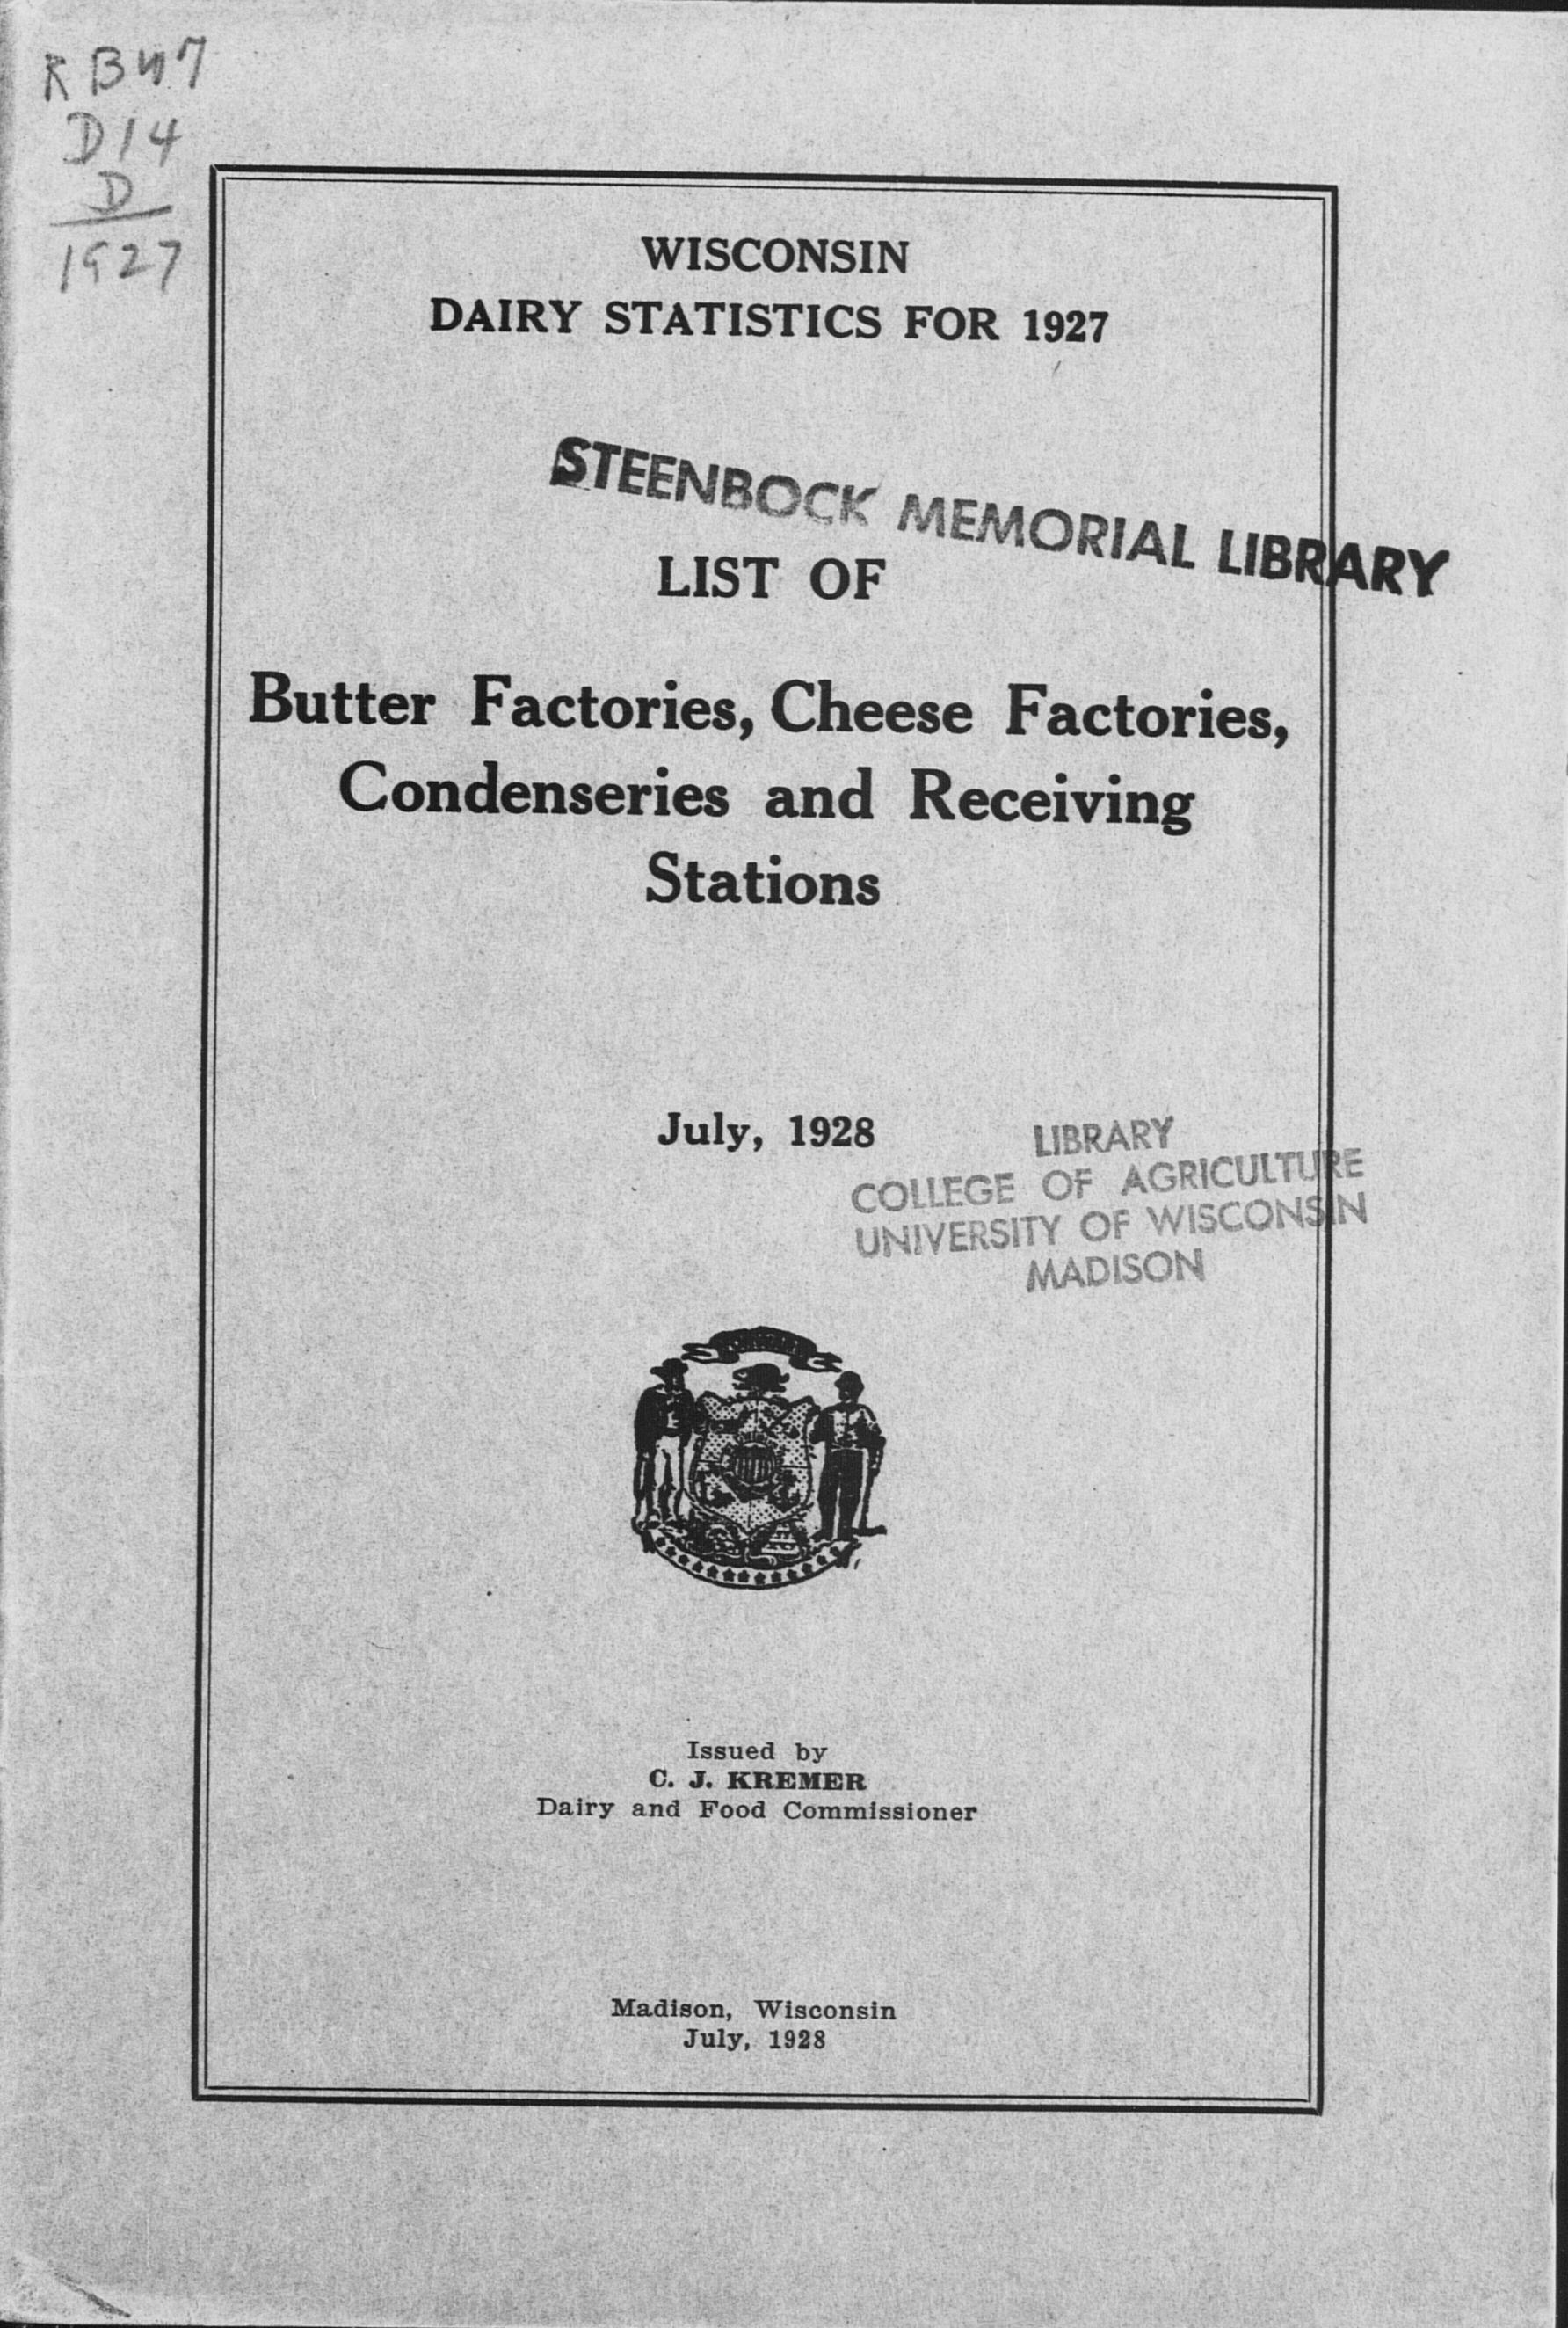 RB47
D14
D
1927
WISCONSIN
DAIRY STATISTICS FOR 1927
STEENBOCK MEMORIAL LIBRARY
LIST OF
Butter Factories, Cheese Factories,
Condenseries and Receiving
Stations
July, 1928
LIBRARY
COLLEGE OF AGRICULTURE
UNIVERSITY OF WISCONSIN
MADISON
Issued by
C. J. KREMER
Dairy and Food Commissioner
Madison, Wisconsin
July, 1928